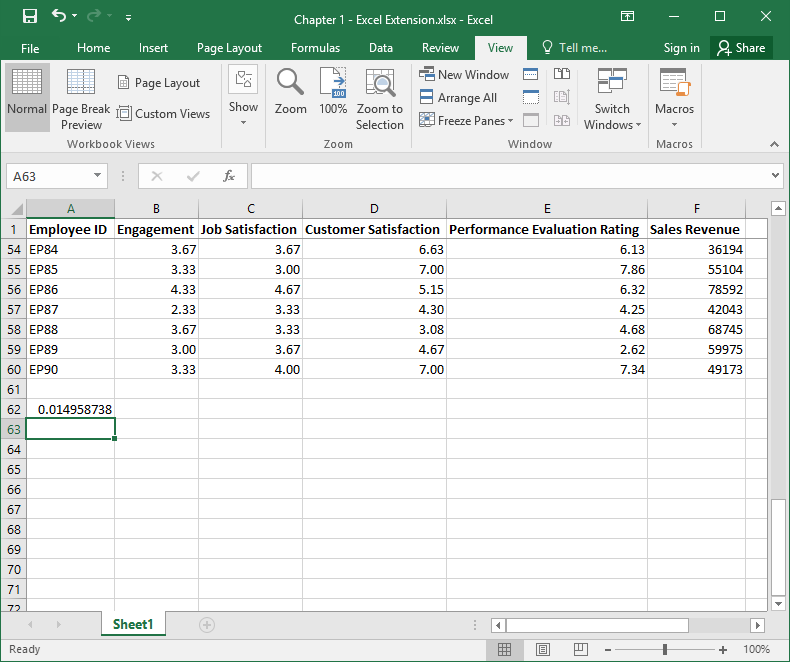 Chapter 1 - Excel Extension.xlsx - Excel
File Home Insert Page Layout Formulas Data Review View Tell me... Sign in Share
Normal Page Break Preview Page Layout Custom Views Show Zoom 100% Zoom to Selection New Window Arrange All Freeze Panes Switch Windows Macros
100
Workbook Views Zoom Window Macros
A63 fx
A B C D E F
1 Employee ID Engagement Job Satisfaction Customer Satisfaction Performance Evaluation Rating Sales Revenue
54 EP84 3.67 3.67 6.63 6.13 36194
55 EP85 3.33 3.00 7.00 7.86 55104
56 EP86 4.33 4.67 5.15 6.32 78592
57 EP87 2.33 3.33 4.30 4.25 42043
58 EP88 3.67 3.33 3.08 4.68 68745
59 EP89 3.00 3.67 4.67 2.62 59975
60 EP90 3.33 4.00 7.00 7.34 49173
61
62 0.014958738
63
64
65
66
67
68
69
70
71
72
Sheet1
Ready 100%